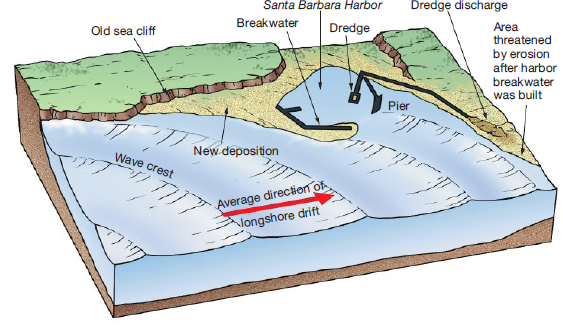 Santa Barbara Harbor
Dredge discharge
Old sea cliff
Breakwater
Dredge
Area
threatened
by erosion
after harbor
breakwater
was built
Pier
New deposition
Wave crest
Average direction of
longshore drift